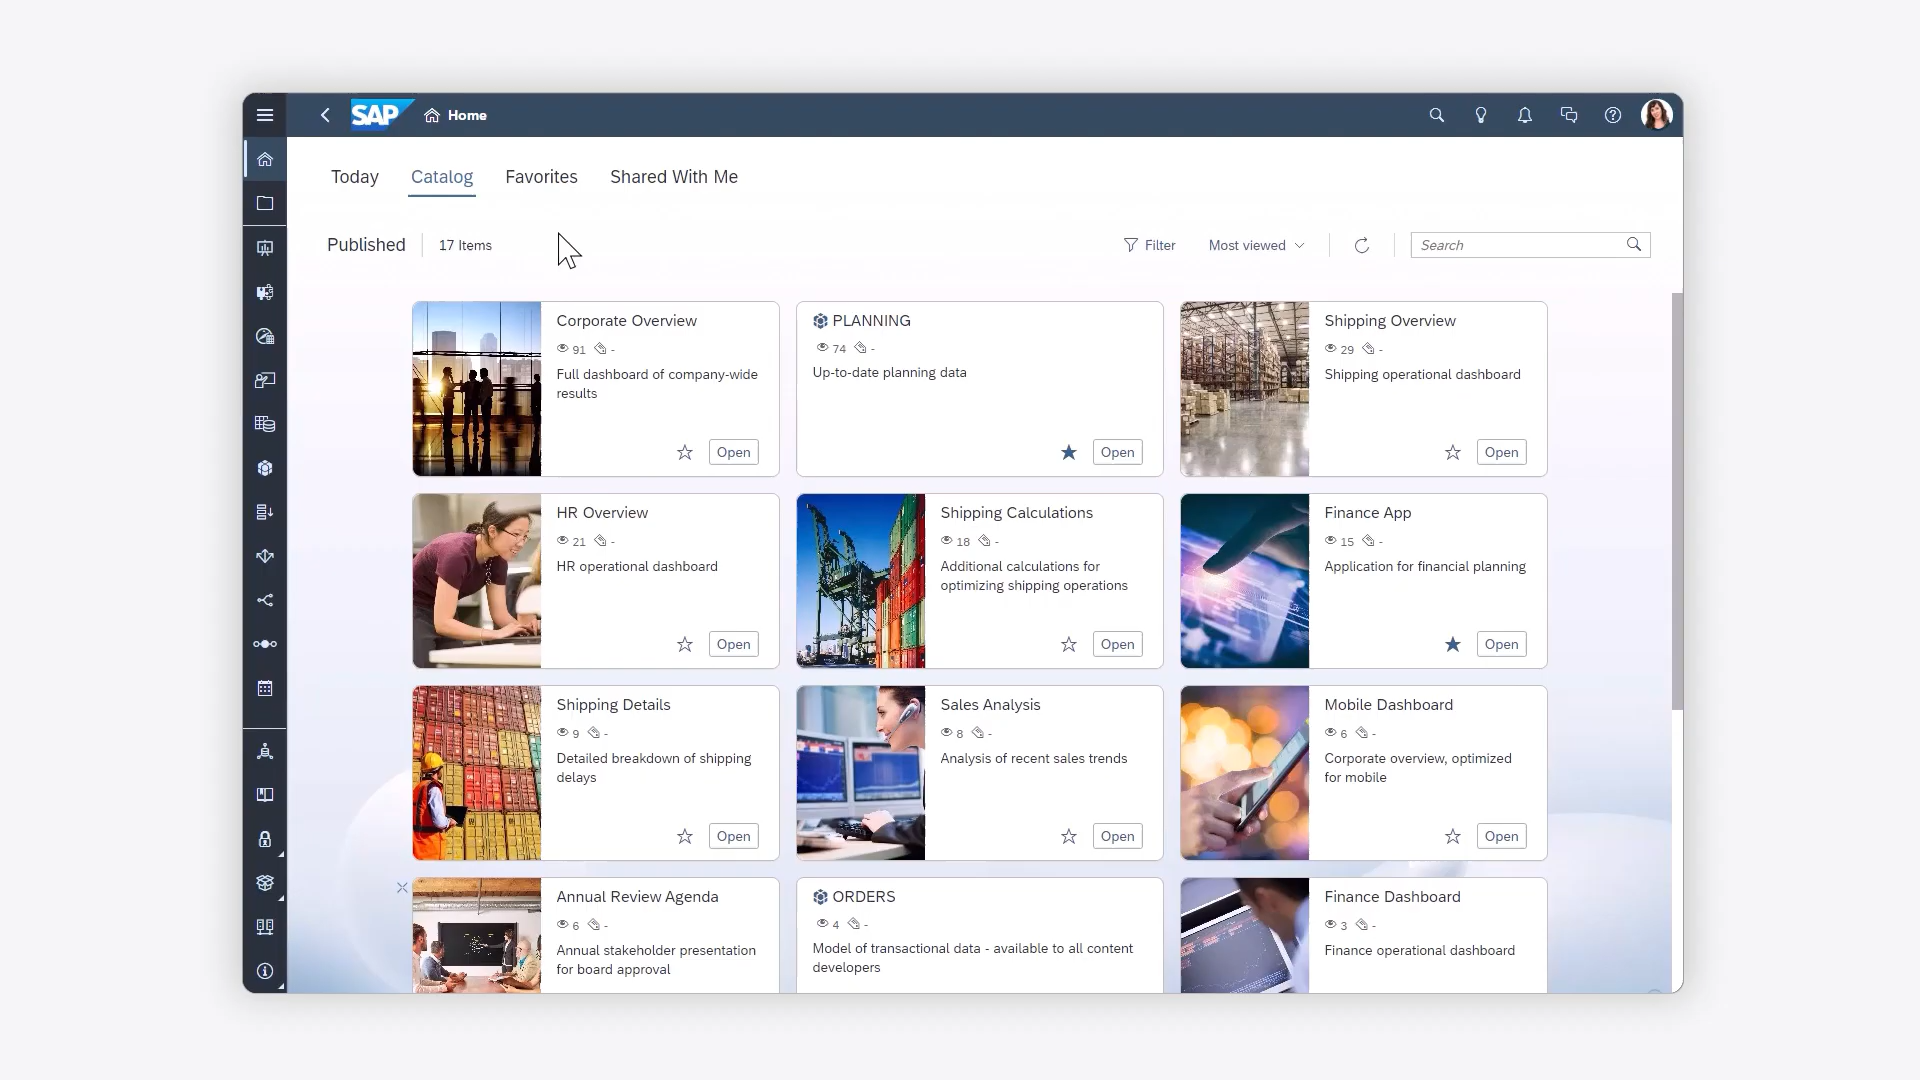 SAP Home
Today Catalog Favorites Shared With Me
Published 17 Items Filter Most viewed Search
Corporate Overview
91 -
Full dashboard of company-wide
results
Open
PLANNING
74 -
Up-to-date planning data
Open
Shipping Overview
29 -
Shipping operational dashboard
Open
HR Overview
21 -
HR operational dashboard
Open
Shipping Calculations
18 -
Additional calculations for
optimizing shipping operations
Open
Finance App
15 -
Application for financial planning
Open
Shipping Details
9 -
Detailed breakdown of shipping
delays
Open
Sales Analysis
8 -
Analysis of recent sales trends
Open
Mobile Dashboard
6 -
Corporate overview, optimized
for mobile
Open
Annual Review Agenda
6 -
Annual stakeholder presentation
for board approval
ORDERS
4 -
Model of transactional data - available to all content
developers
Finance Dashboard
3 -
Finance operational dashboard